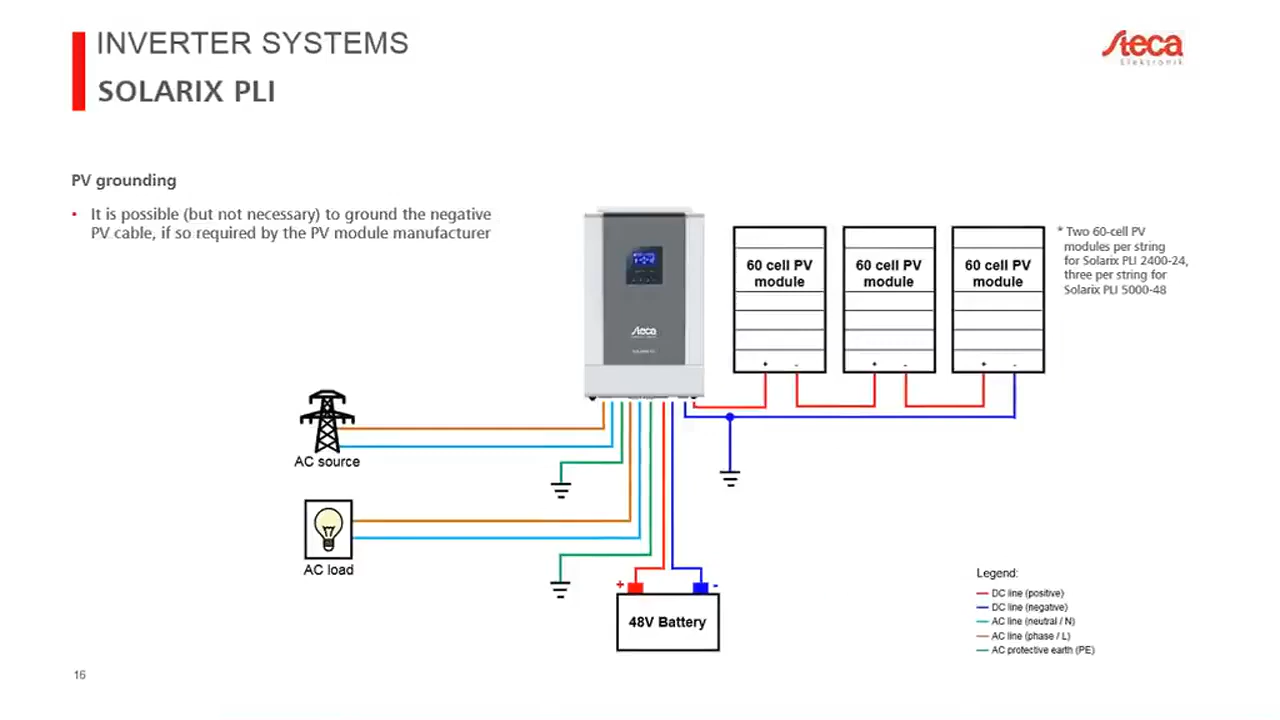 INVERTER SYSTEMS
SOLARIX PLI
Steca
Elektronik
PV grounding
▪ It is possible (but not necessary) to ground the negative
PV cable, if so required by the PV module manufacturer
Steca
60 cell PV
module
+ -
60 cell PV
module
+ -
60 cell PV
module
+ -
* Two 60-cell PV
modules per string
for Solarix PLI 2400-24,
three per string for
Solarix PLI 5000-48
AC source
AC load
+ -
48V Battery
Legend:
DC line (positive)
DC line (negative)
AC line (neutral / N)
AC line (phase / L)
AC protective earth (PE)
16